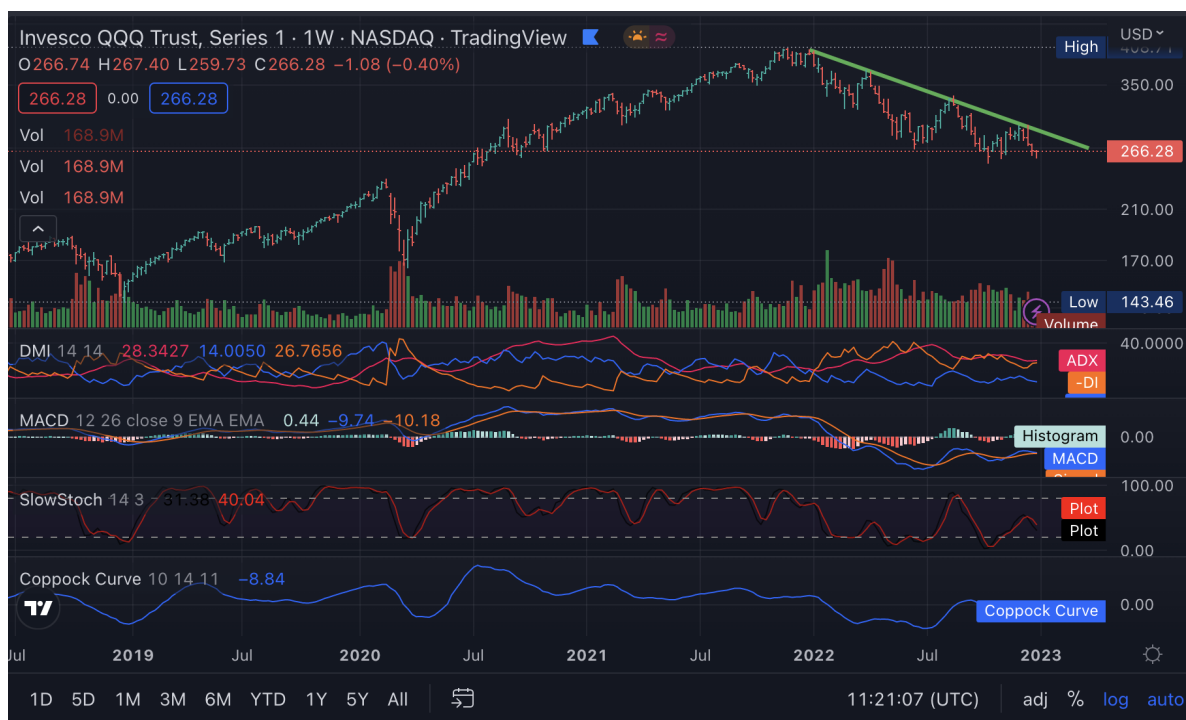 Invesco QQQ Trust, Series 1 · 1W · NASDAQ · TradingView
USD
High
O266.74 H267.40 L259.73 C266.28 −1.08 (−0.40%)
350.00
266.28 0.00 266.28
Vol 168.9M
266.28
Vol 168.9M
Vol 168.9M
210.00
170.00
Low 143.46
Volume
DMI 14 14 28.3427 14.0050 26.7656
40.0000
ADX
-DI
MACD 12 26 close 9 EMA EMA 0.44 −9.74 −10.18
Histogram 0.00
MACD
SlowStoch 14 3 31.38 40.04
100.00
Plot
Plot
0.00
Coppock Curve 10 14 11 −8.84
Coppock Curve 0.00
Jul 2019 Jul 2020 Jul 2021 Jul 2022 Jul 2023
1D 5D 1M 3M 6M YTD 1Y 5Y All 11:21:07 (UTC) adj % log auto